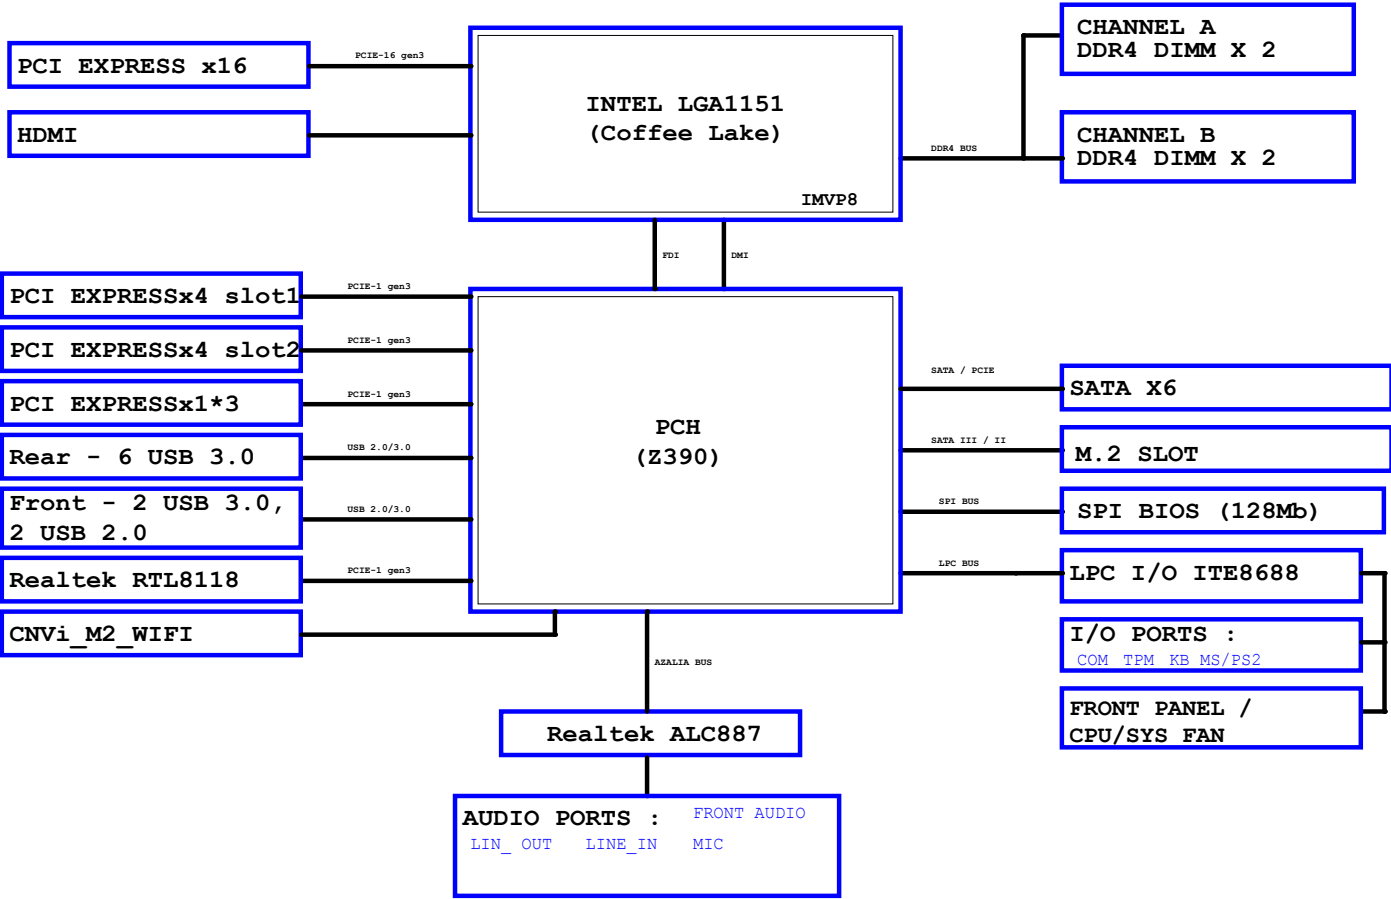 PCI EXPRESS x16
PCIE-16 gen3
HDMI
INTEL LGA1151
(Coffee Lake)
IMVP8
DDR4 BUS
CHANNEL A
DDR4 DIMM X 2
CHANNEL B
DDR4 DIMM X 2
FDI
DMI
PCI EXPRESSx4 slot1
PCIE-1 gen3
PCI EXPRESSx4 slot2
PCIE-1 gen3
PCI EXPRESSx1*3
PCIE-1 gen3
Rear - 6 USB 3.0
USB 2.0/3.0
Front - 2 USB 3.0,
2 USB 2.0
USB 2.0/3.0
Realtek RTL8118
PCIE-1 gen3
CNVi_M2_WIFI
PCH
(Z390)
SATA / PCIE
SATA X6
SATA III / II
M.2 SLOT
SPI BUS
SPI BIOS (128Mb)
LPC BUS
LPC I/O ITE8688
I/O PORTS :
COM TPM KB MS/PS2
FRONT PANEL /
CPU/SYS FAN
AZALIA BUS
Realtek ALC887
AUDIO PORTS : FRONT AUDIO
LIN_ OUT LINE_IN MIC